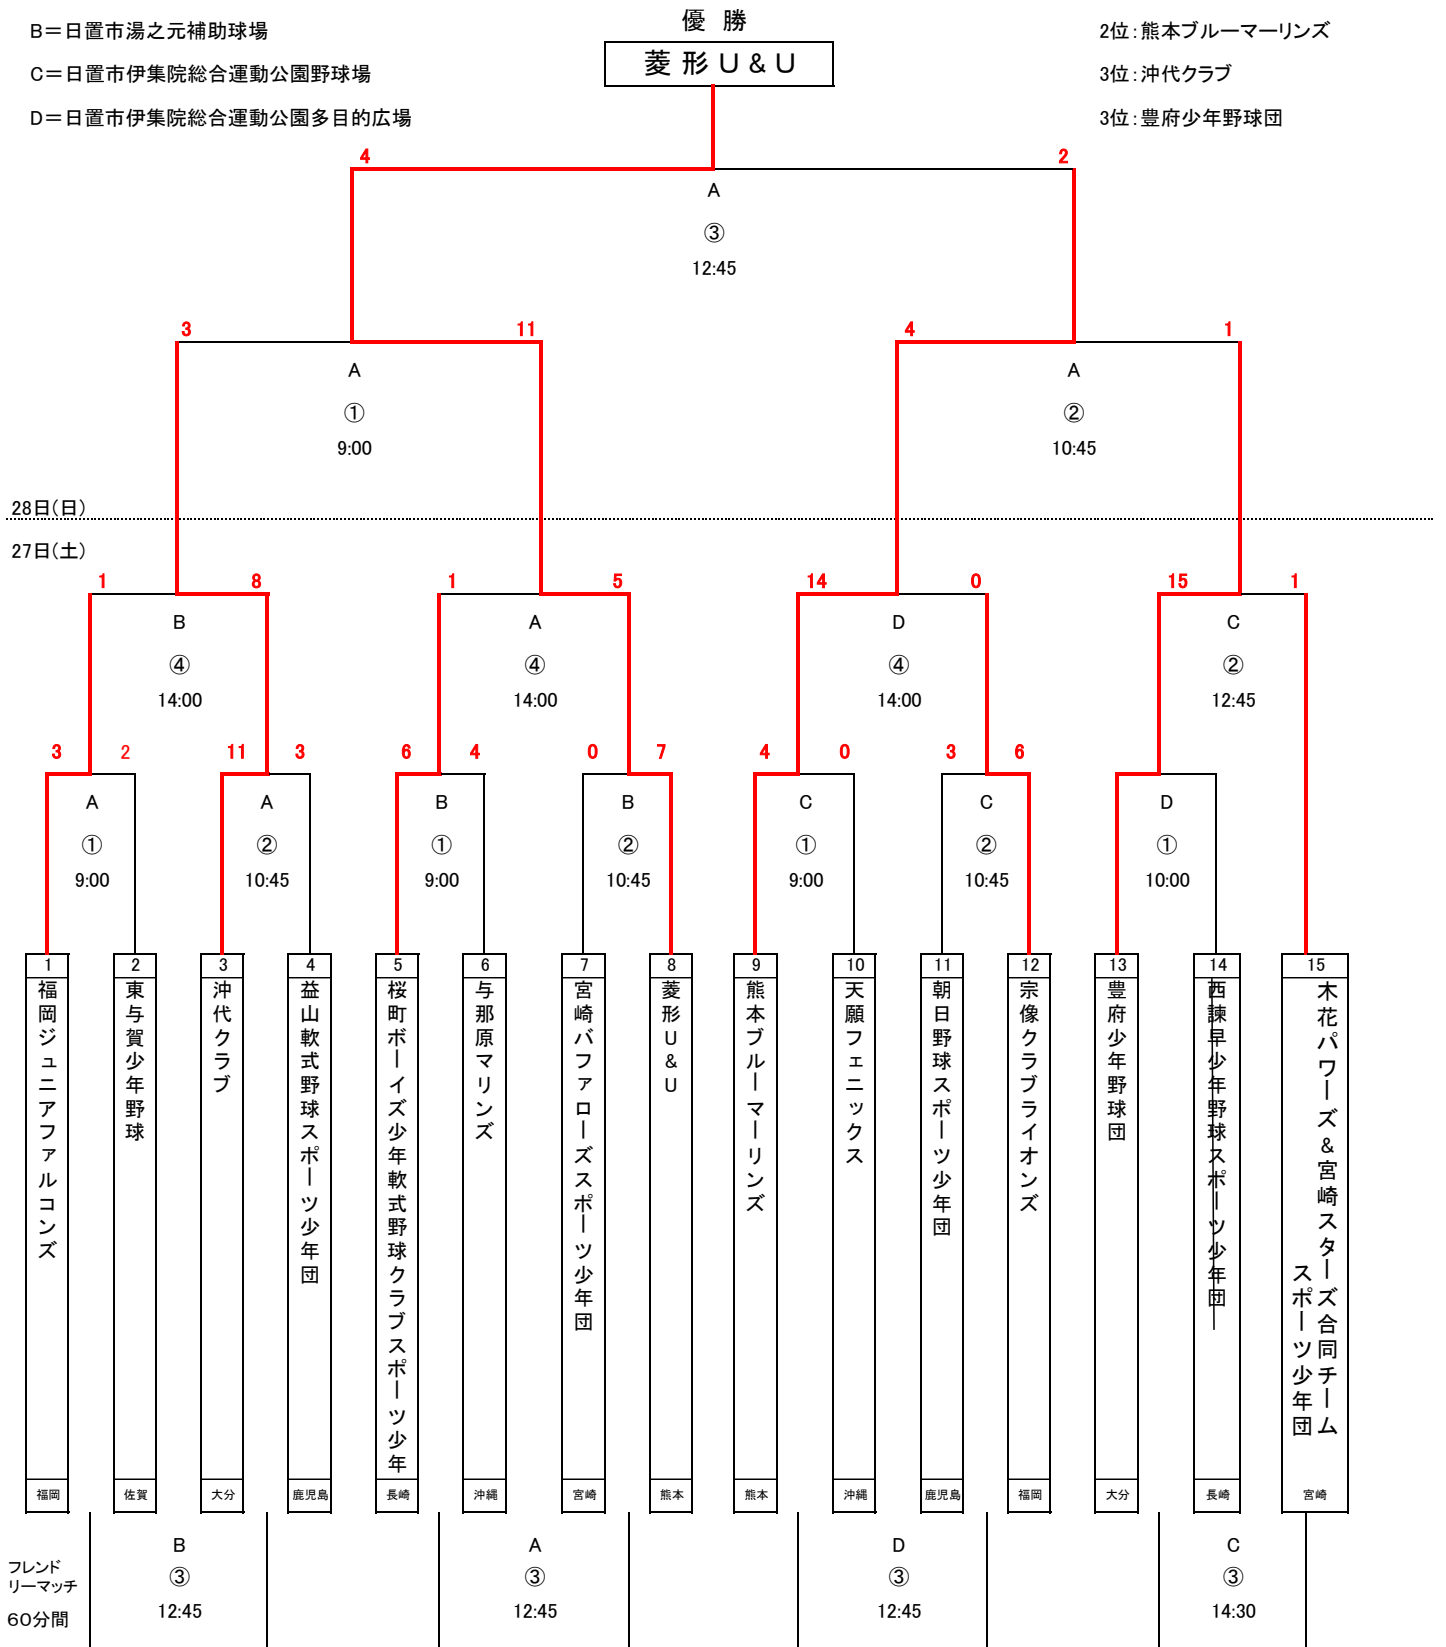 優勝
B＝日置市湯之元補助球場
菱形U＆U
2位：熊本ブルーマーリンズ
C＝日置市伊集院総合運動公園野球場
3位：沖代クラブ
D＝日置市伊集院総合運動公園多目的広場
3位：豊府少年野球団
4 2
A
③
12:45
3 11 4 1
A A
① ②
9:00 10:45
28日(日)
27日(土)
1 8 1 5 14 0 15 1
B A D C
④ ④ ④ ②
14:00 14:00 14:00 12:45
3 2 11 3 6 4 0 7 4 0 3 6
A A B B C C D
① ② ① ② ① ② ①
9:00 10:45 9:00 10:45 9:00 10:45 10:00
1 2 3 4 5 6 7 8 9 10 11 12 13 14 15
福岡ジュニアファルコンズ
東与賀少年野球
沖代クラブ
益山軟式野球スポーツ少年団
桜町ボーイズ少年軟式野球クラブスポーツ少年
与那原マリンズ
宮崎バファローズスポーツ少年団
菱形U＆U
熊本ブルーマーリンズ
天願フェニックス
朝日野球スポーツ少年団
宗像クラブライオンズ
豊府少年野球団
西諫早少年野球スポーツ少年団
木花パワーズ＆宮崎スターズ合同チーム
スポーツ少年団
福岡 佐賀 大分 鹿児島 長崎 沖縄 宮崎 熊本 熊本 沖縄 鹿児島 福岡 大分 長崎 宮崎
フレンド
リーマッチ
60分間
B A D C
③ ③ ③ ③
12:45 12:45 12:45 14:30